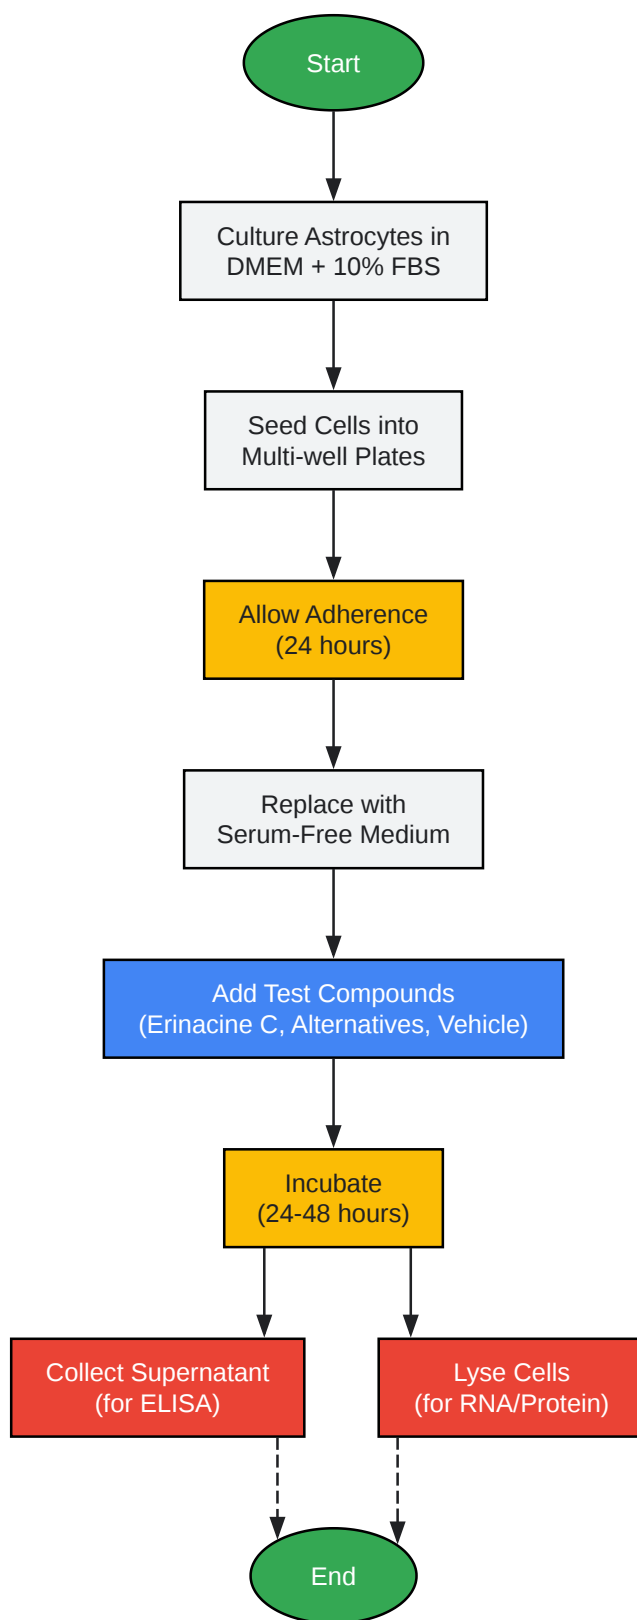 Start
Culture Astrocytes in
DMEM + 10% FBS
Seed Cells into
Multi-well Plates
Allow Adherence
(24 hours)
Replace with
Serum-Free Medium
Add Test Compounds
(Erinacine C, Alternatives, Vehicle)
Incubate
(24-48 hours)
Collect Supernatant
(for ELISA)
Lyse Cells
(for RNA/Protein)
End